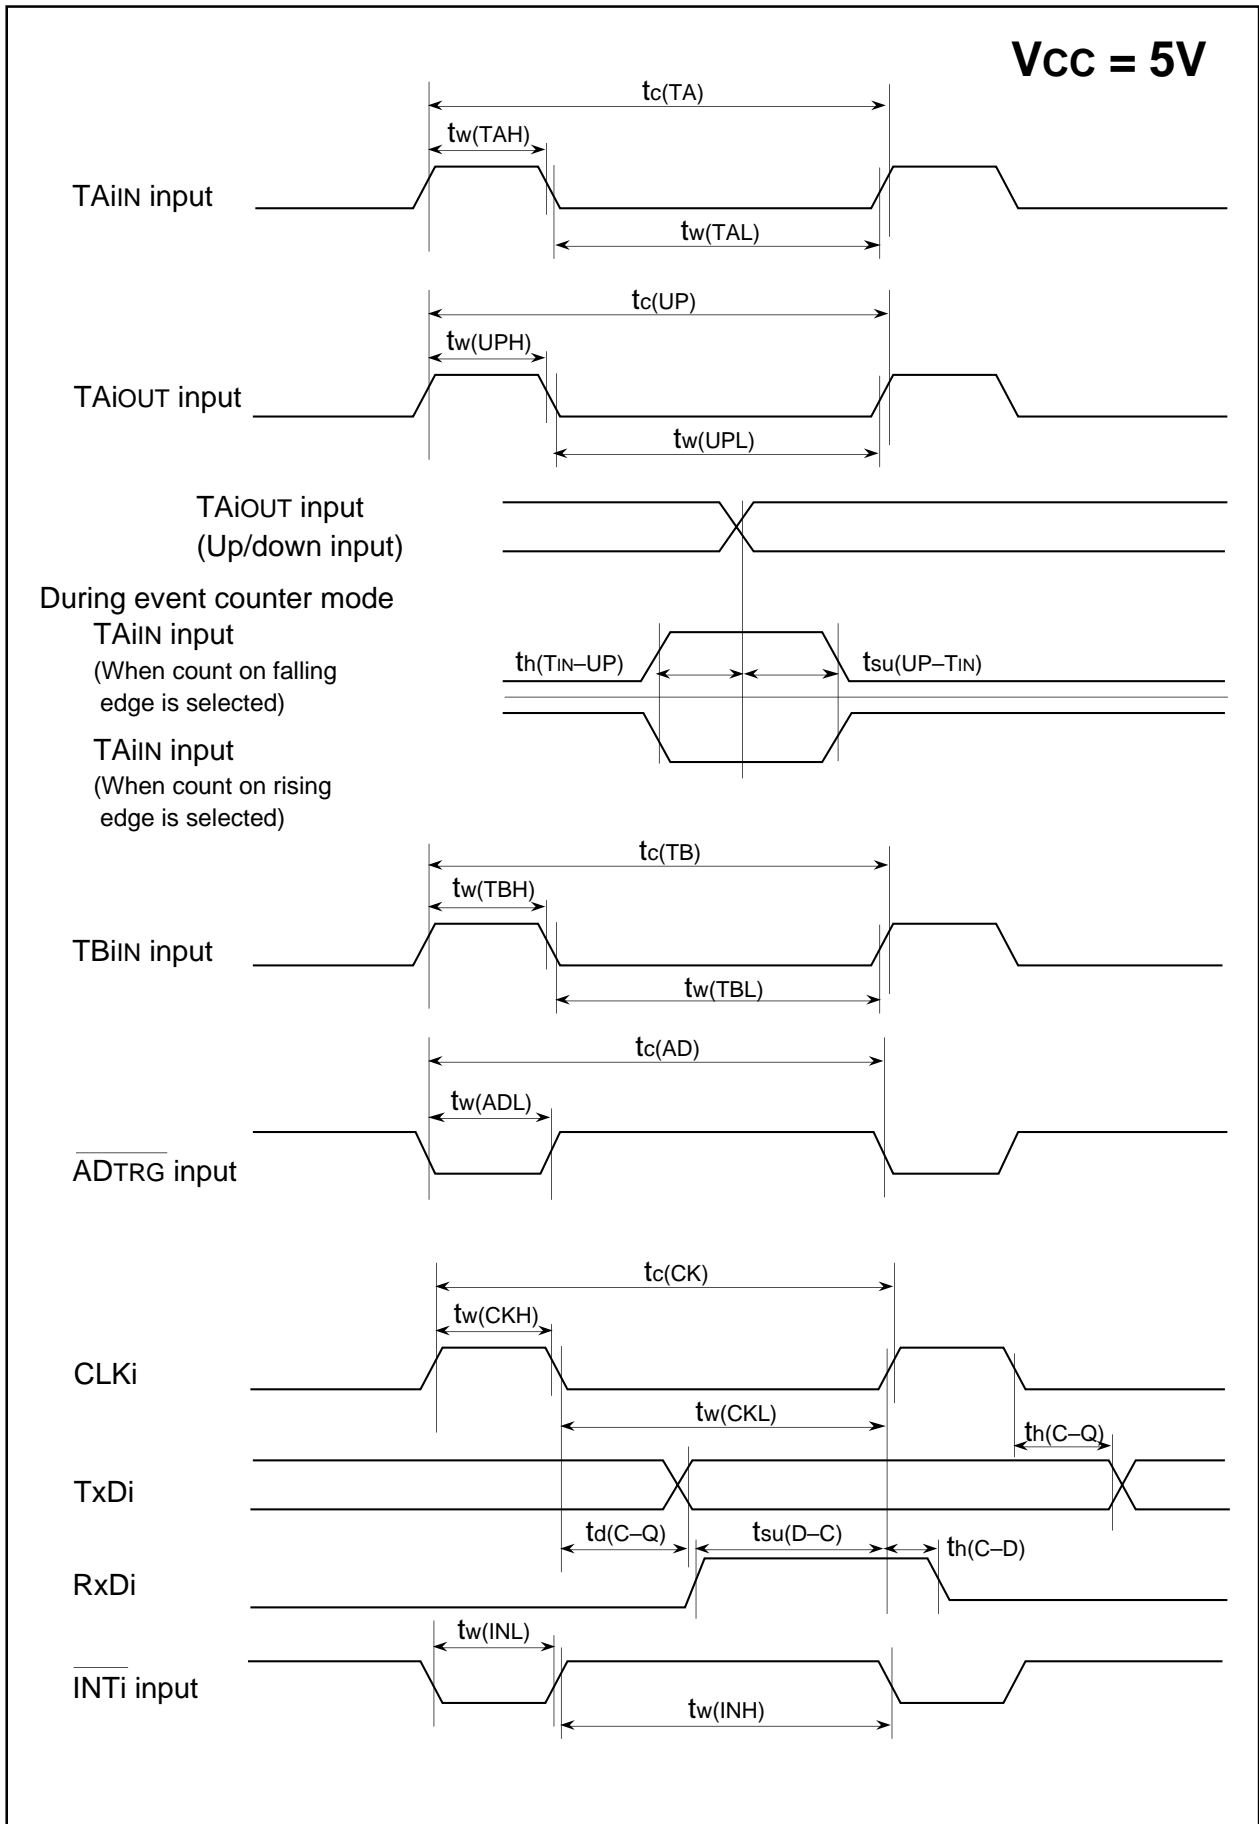 VCC = 5V
tc(TA)
tw(TAH)
TAiIN input
tw(TAL)
tc(UP)
tw(UPH)
TAiOUT input
tw(UPL)
TAiOUT input
(Up/down input)
During event counter mode
TAiIN input
(When count on falling
edge is selected)
th(TIN–UP)
tsu(UP–TIN)
TAiIN input
(When count on rising
edge is selected)
tc(TB)
tw(TBH)
TBiIN input
tw(TBL)
tc(AD)
tw(ADL)
ADTRG input
tc(CK)
tw(CKH)
CLKi
tw(CKL)
th(C–Q)
TxDi
td(C–Q)
tsu(D–C)
th(C–D)
RxDi
tw(INL)
INTi input
tw(INH)